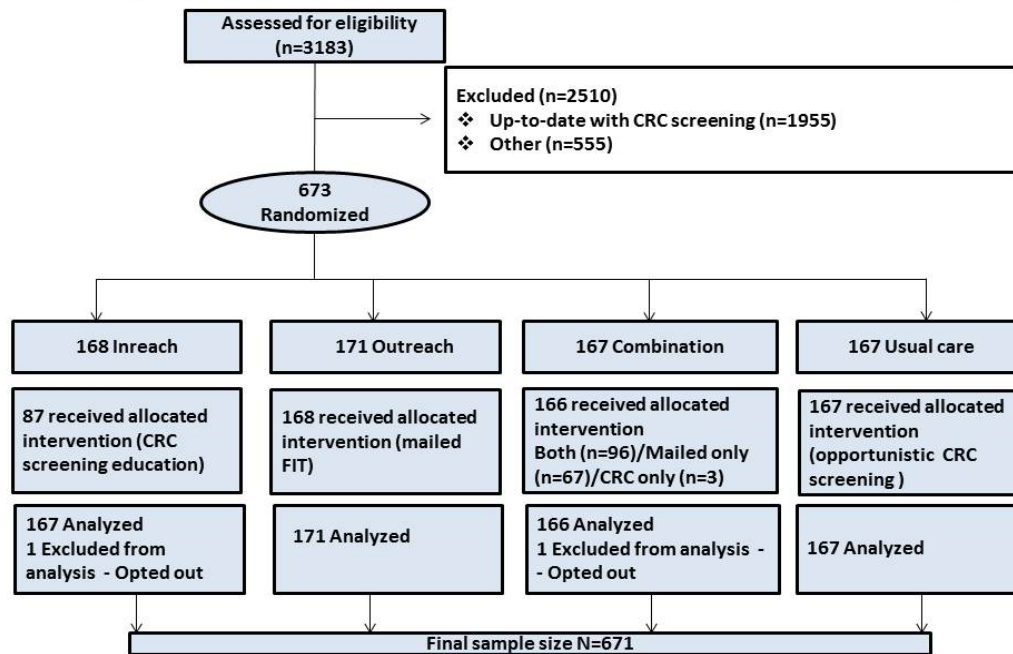 Assessed for eligibility
(n=3183)
Excluded (n=2510)
❖ Up-to-date with CRC screening (n=1955)
❖ Other (n=555)
673
Randomized
168 Inreach
171 Outreach
167 Combination
167 Usual care
87 received allocated
intervention (CRC
screening education)
168 received allocated
intervention (mailed
FIT)
166 received allocated
intervention
Both (n=96)/Mailed only
(n=67)/CRC only (n=3)
167 received allocated
intervention
(opportunistic CRC
screening )
167 Analyzed
1 Excluded from
analysis - Opted out
171 Analyzed
166 Analyzed
1 Excluded from analysis -
- Opted out
167 Analyzed
Final sample size N=671